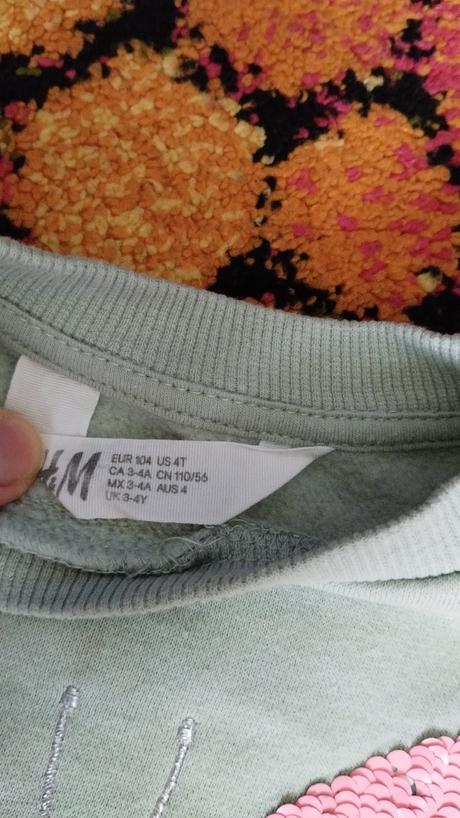 H&M
EUR 104 US 4T
CA 3-4A CN 110/56
MX 3-4A AUS 4
UK 3-4Y